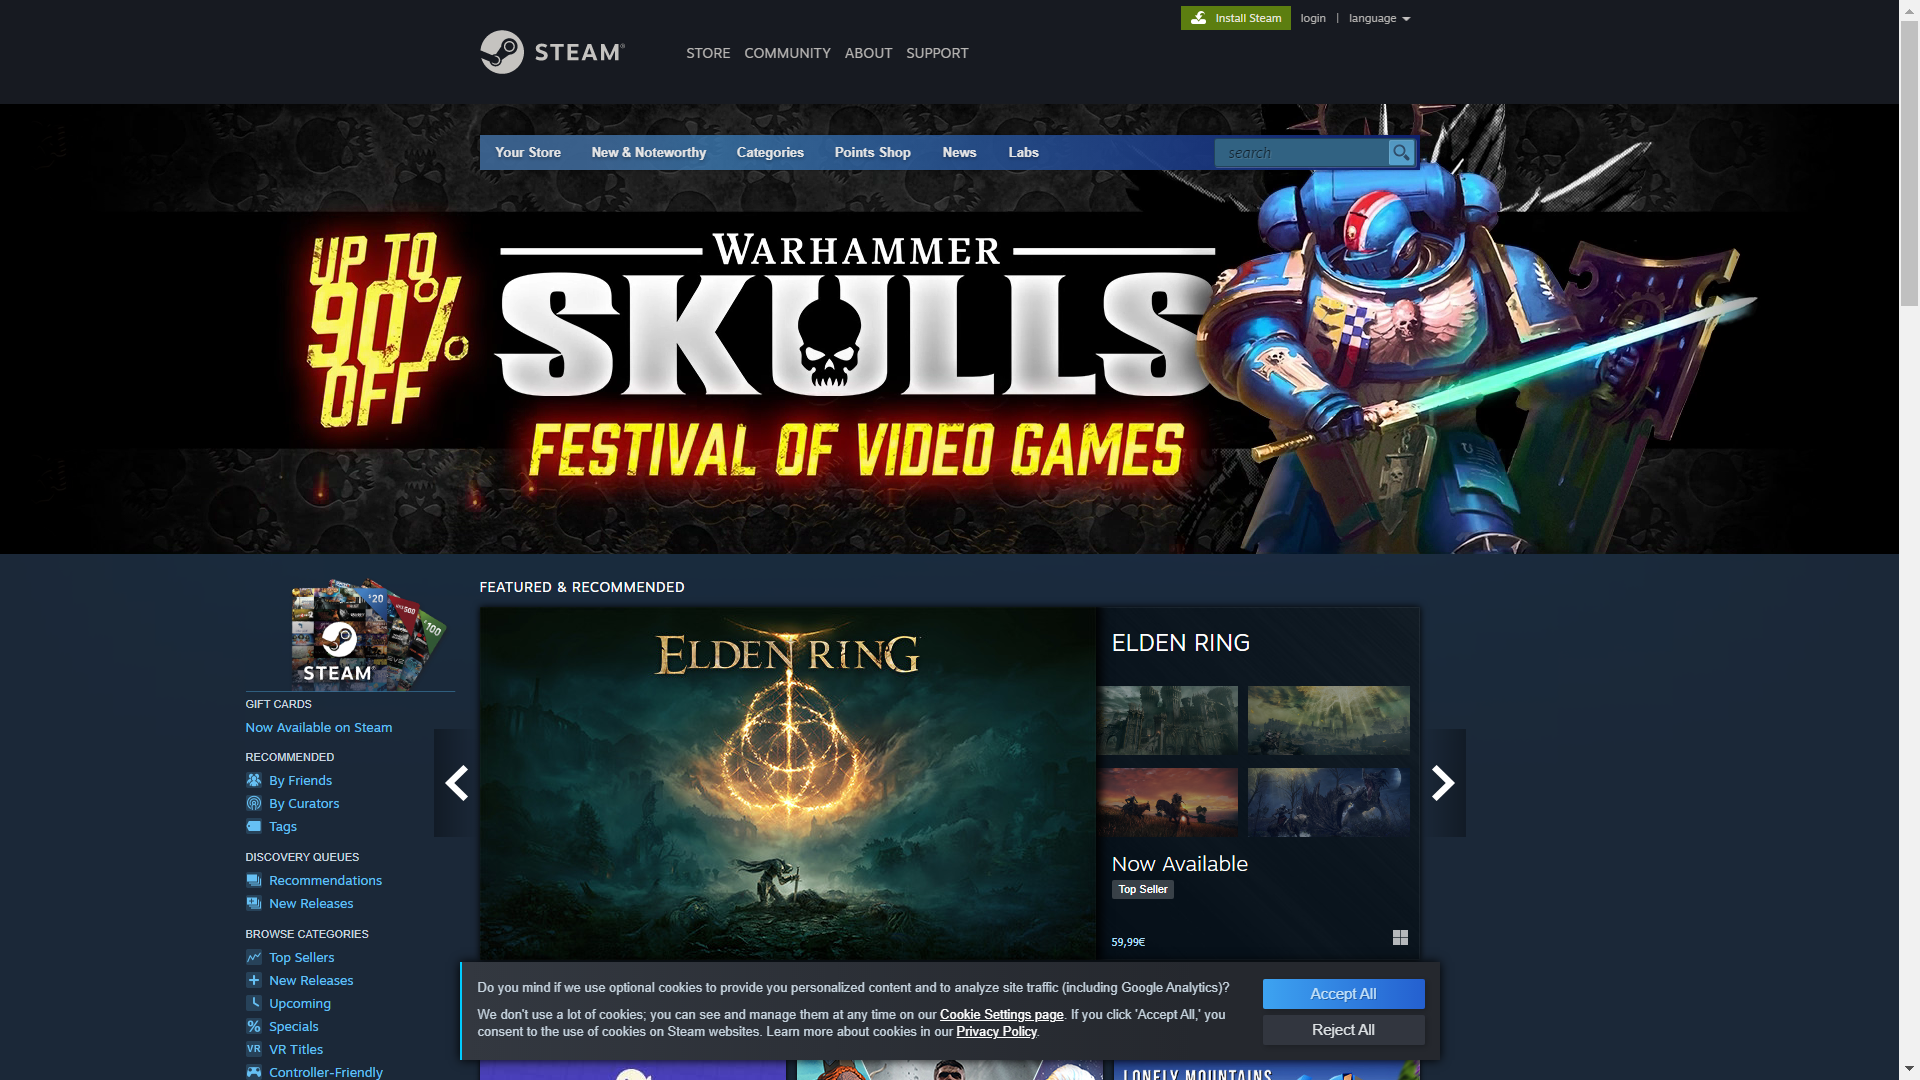 Install Steam
login | language
STEAM®
STORE COMMUNITY ABOUT SUPPORT
Your Store New & Noteworthy Categories Points Shop News Labs
search
UP TO
90%
OFF
WARHAMMER
SKULLS
FESTIVAL OF VIDEO GAMES
FEATURED & RECOMMENDED
$20
$100
STEAM
GIFT CARDS
Now Available on Steam
RECOMMENDED
By Friends
By Curators
Tags
DISCOVERY QUEUES
Recommendations
New Releases
BROWSE CATEGORIES
Top Sellers
New Releases
Upcoming
Specials
VR VR Titles
Controller-Friendly
ELDEN RING
ELDEN RING
Now Available
Top Seller
59,99€
Do you mind if we use optional cookies to provide you personalized content and to analyze site traffic (including Google Analytics)?
We don't use a lot of cookies; you can see and manage them at any time on our Cookie Settings page. If you click 'Accept All,' you
consent to the use of cookies on Steam websites. Learn more about cookies in our Privacy Policy.
Accept All
Reject All
LONELY MOUNTAINS